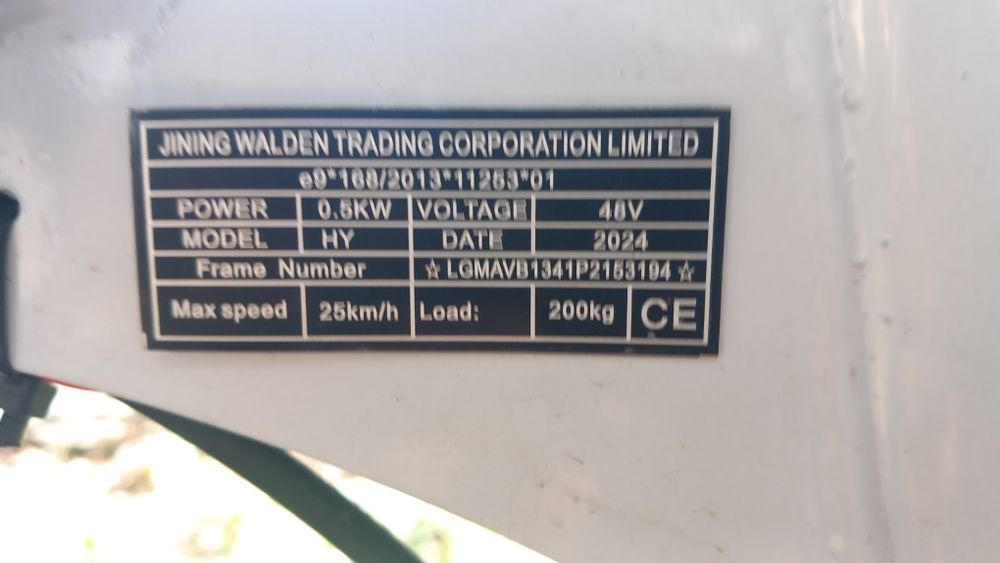 JINING WALDEN TRADING CORPORATION LIMITED
e9*168/2013*11253*01
POWER 0.5KW VOLTAGE 48V
MODEL HY DATE 2024
Frame Number ☆LGMAVB1341P2153194☆
Max speed 25km/h Load: 200kg CE